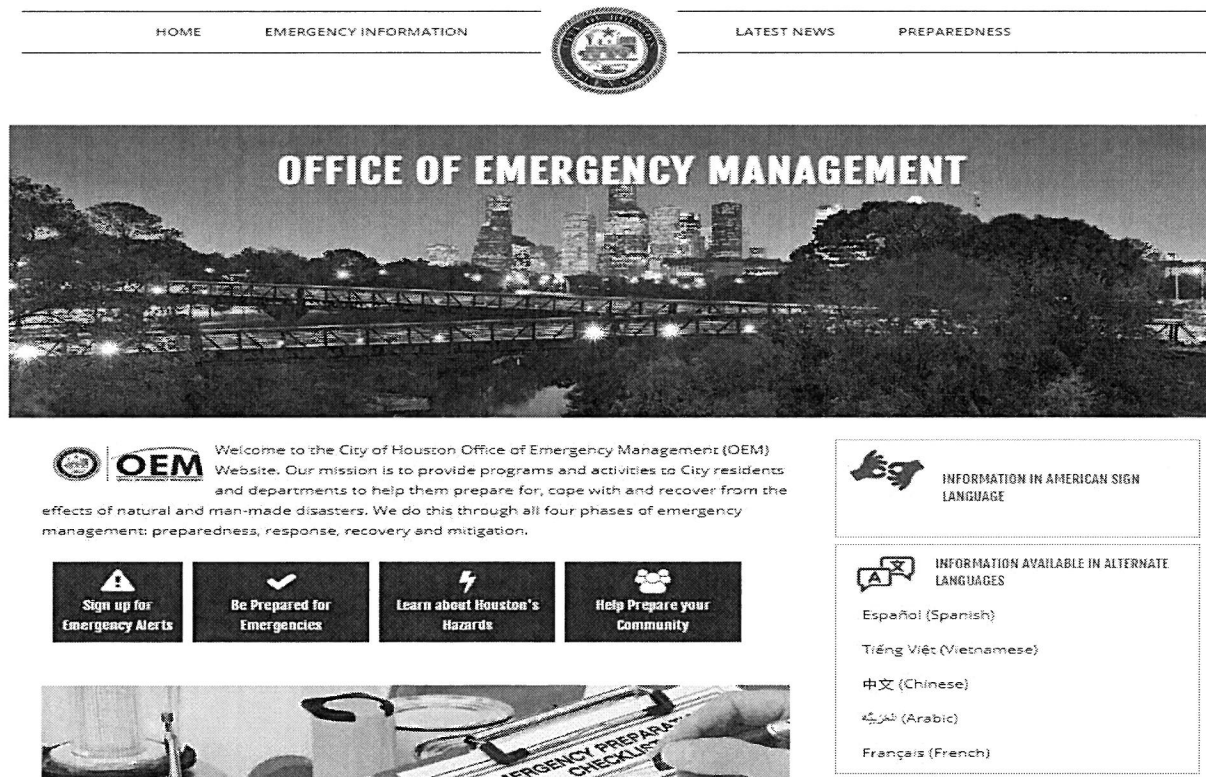 HOME EMERGENCY INFORMATION LATEST NEWS PREPAREDNESS
OFFICE OF EMERGENCY MANAGEMENT
OEM
Welcome to the City of Houston Office of Emergency Management (OEM)
Website. Our mission is to provide programs and activities to City residents
and departments to help them prepare for, cope with and recover from the
effects of natural and man-made disasters. We do this through all four phases of emergency
management: preparedness, response, recovery and mitigation.
Sign up for
Emergency Alerts
Be Prepared for
Emergencies
Learn about Houston's
Hazards
Help Prepare your
Community
EMERGENCY
CHECKLIST
INFORMATION IN AMERICAN SIGN
LANGUAGE
INFORMATION AVAILABLE IN ALTERNATE
LANGUAGES
Español (Spanish)
Tiếng Việt (Vietnamese)
中文 (Chinese)
(Arabic)
Français (French)